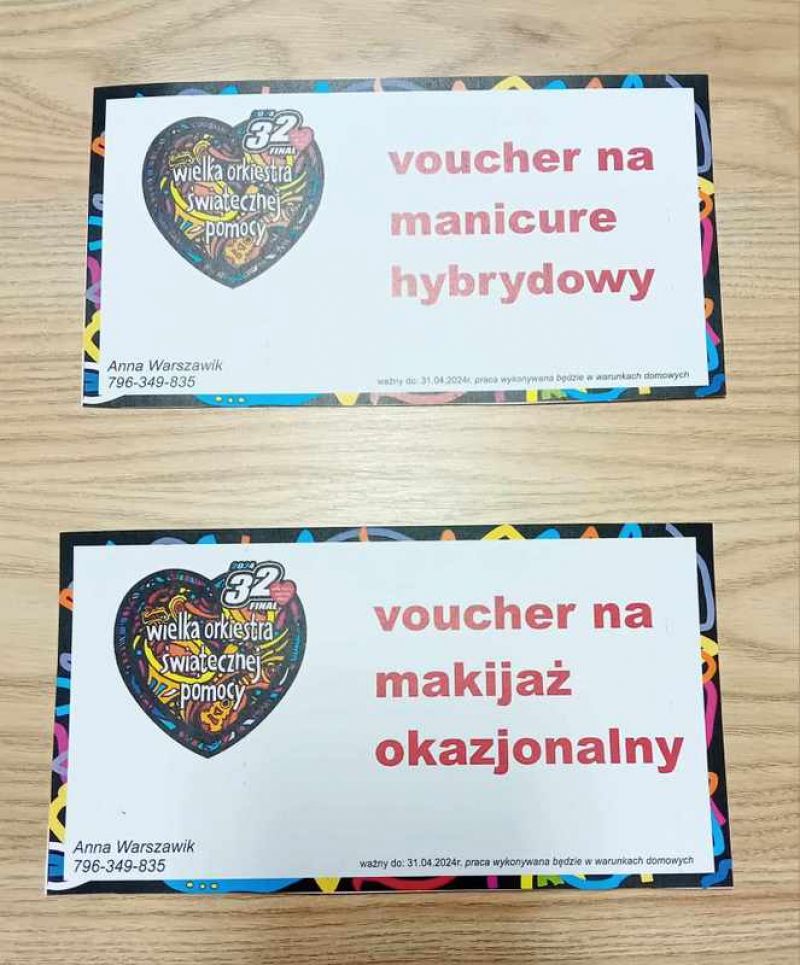 32
FINAŁ
wielka orkiestra
świątecznej
pomocy
voucher na
manicure
hybrydowy
Anna Warszawik
796-349-835
ważny do: 31.04.2024r, praca wykonywana będzie w warunkach domowych
2024
32
FINAŁ
wielka orkiestra
świątecznej
pomocy
voucher na
makijaż
okazjonalny
Anna Warszawik
796-349-835
ważny do: 31.04.2024r, praca wykonywana będzie w warunkach domowych